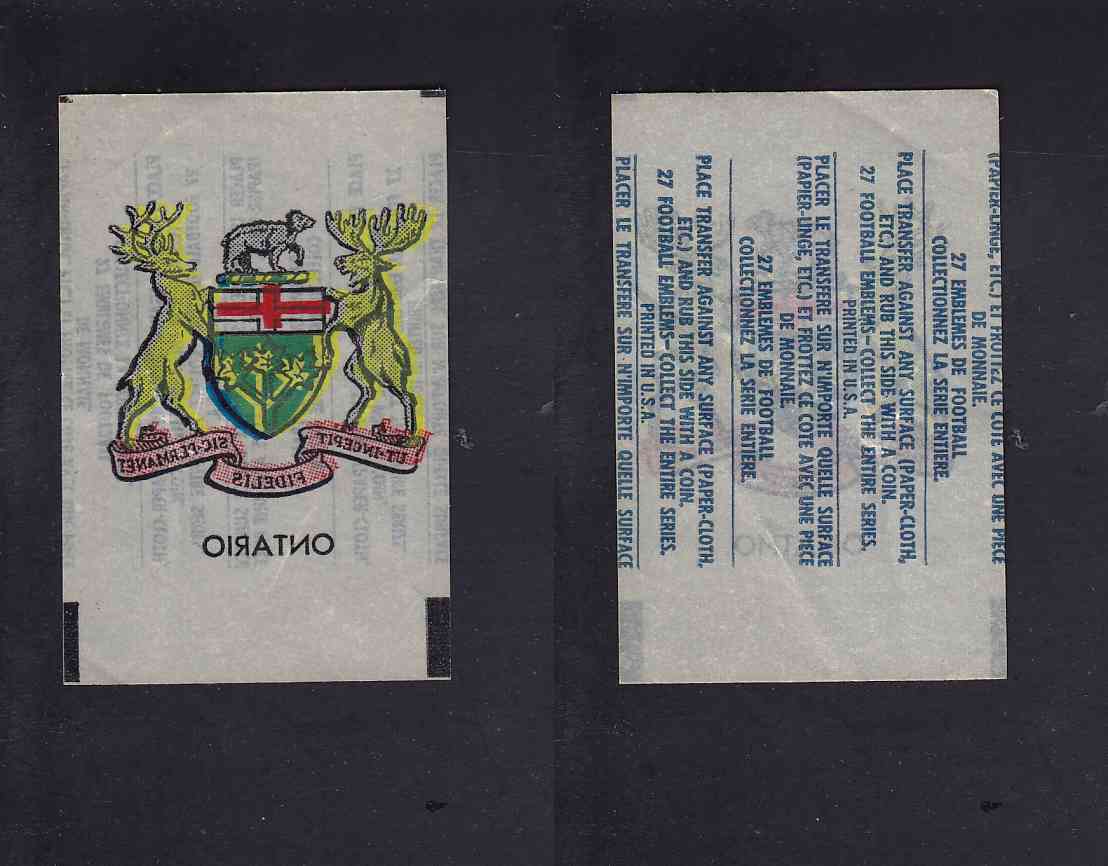 UT·INCEPIT
FIDELIS
SIC·PERMANET
ONTARIO
(PAPIER-LINGE, ETC.) ET FROTTEZ CE COTE AVEC UNE PIECE
DE MONNAIE.
27 EMBLEMES DE FOOTBALL
COLLECTIONNEZ LA SERIE ENTIERE.
PLACE TRANSFER AGAINST ANY SURFACE (PAPER-CLOTH,
ETC.) AND RUB THIS SIDE WITH A COIN.
27 FOOTBALL EMBLEMS—COLLECT THE ENTIRE SERIES.
PRINTED IN U.S.A.
PLACER LE TRANSFERE SUR N'IMPORTE QUELLE SURFACE
(PAPIER-LINGE, ETC.) ET FROTTEZ CE COTE AVEC UNE PIECE
DE MONNAIE.
27 EMBLEMES DE FOOTBALL
COLLECTIONNEZ LA SERIE ENTIERE.
PLACE TRANSFER AGAINST ANY SURFACE (PAPER-CLOTH,
ETC.) AND RUB THIS SIDE WITH A COIN.
27 FOOTBALL EMBLEMS—COLLECT THE ENTIRE SERIES.
PRINTED IN U.S.A.
PLACER LE TRANSFERE SUR N'IMPORTE QUELLE SURFACE